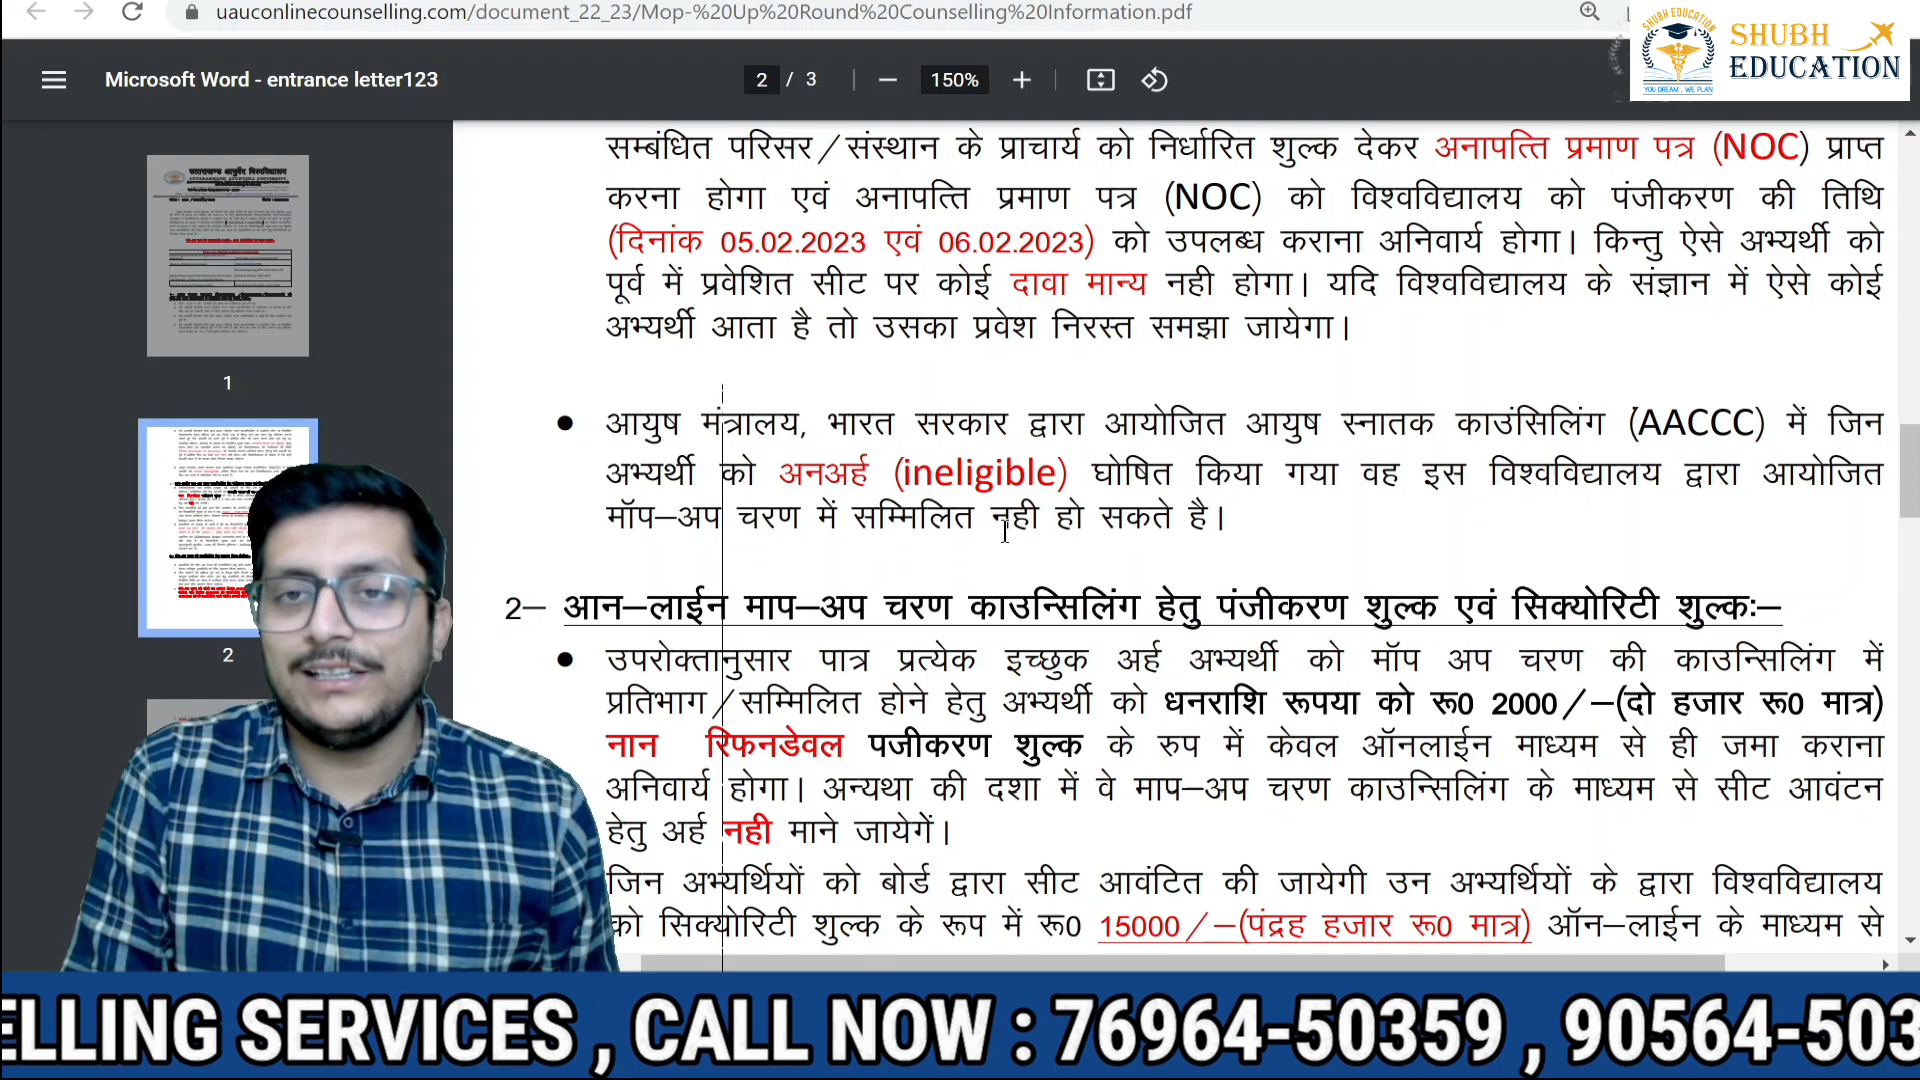 uauconlinecounselling.com/document_22_23/Mop-%20Up%20Round%20Counselling%20Information.pdf
SHUBH EDUCATION
YOU DREAM , WE PLAN
SHUBH
EDUCATION
Microsoft Word - entrance letter123
2 / 3
150%
सम्बंधित परिसर/संस्थान के प्राचार्य को निर्धारित शुल्क देकर अनापत्ति प्रमाण पत्र (NOC) प्राप्त
करना होगा एवं अनापत्ति प्रमाण पत्र (NOC) को विश्वविद्यालय को पंजीकरण की तिथि
(दिनांक 05.02.2023 एवं 06.02.2023) को उपलब्ध कराना अनिवार्य होगा। किन्तु ऐसे अभ्यर्थी को
पूर्व में प्रवेशित सीट पर कोई दावा मान्य नही होगा। यदि विश्वविद्यालय के संज्ञान में ऐसे कोई
अभ्यर्थी आता है तो उसका प्रवेश निरस्त समझा जायेगा।
● आयुष मंत्रालय, भारत सरकार द्वारा आयोजित आयुष स्नातक काउंसिलिंग (AACCC) में जिन
अभ्यर्थी को अनअर्ह (ineligible) घोषित किया गया वह इस विश्वविद्यालय द्वारा आयोजित
मॉप–अप चरण में सम्मिलित नही हो सकते है।
2– आन–लाईन माप–अप चरण काउन्सिलिंग हेतु पंजीकरण शुल्क एवं सिक्योरिटी शुल्कः–
● उपरोक्तानुसार पात्र प्रत्येक इच्छुक अर्ह अभ्यर्थी को मॉप अप चरण की काउन्सिलिंग में
प्रतिभाग/सम्मिलित होने हेतु अभ्यर्थी को धनराशि रूपया को रू0 2000/–(दो हजार रू0 मात्र)
नान रिफनडेवल पजीकरण शुल्क के रुप में केवल ऑनलाईन माध्यम से ही जमा कराना
अनिवार्य होगा। अन्यथा की दशा में वे माप–अप चरण काउन्सिलिंग के माध्यम से सीट आवंटन
हेतु अर्ह नही माने जायेगें।
जिन अभ्यर्थियों को बोर्ड द्वारा सीट आवंटित की जायेगी उन अभ्यर्थियों के द्वारा विश्वविद्यालय
को सिक्योरिटी शुल्क के रूप में रू0 15000/–(पंद्रह हजार रू0 मात्र) ऑन–लाईन के माध्यम से
1
2
ELLING SERVICES , CALL NOW : 76964-50359 , 90564-503